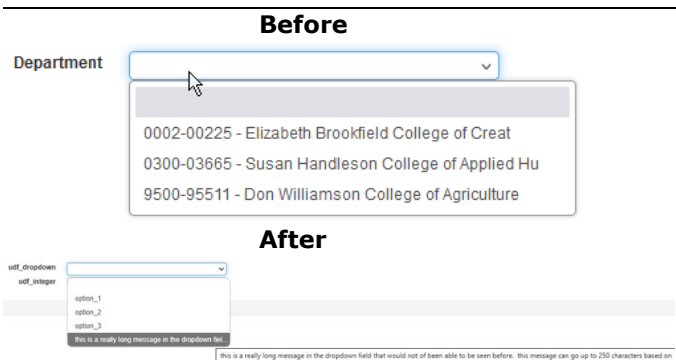 Before
Department
0002-00225 - Elizabeth Brookfield College of Creat
0300-03665 - Susan Handleson College of Applied Hu
9500-95511 - Don Williamson College of Agriculture
After
udf_dropdown
udf_integer
option_1
option_2
option_3
this is a really long message in the dropdown fiel...
this is a really long message in the dropdown field that would not of been able to be seen before. this message can go up to 250 characters based on